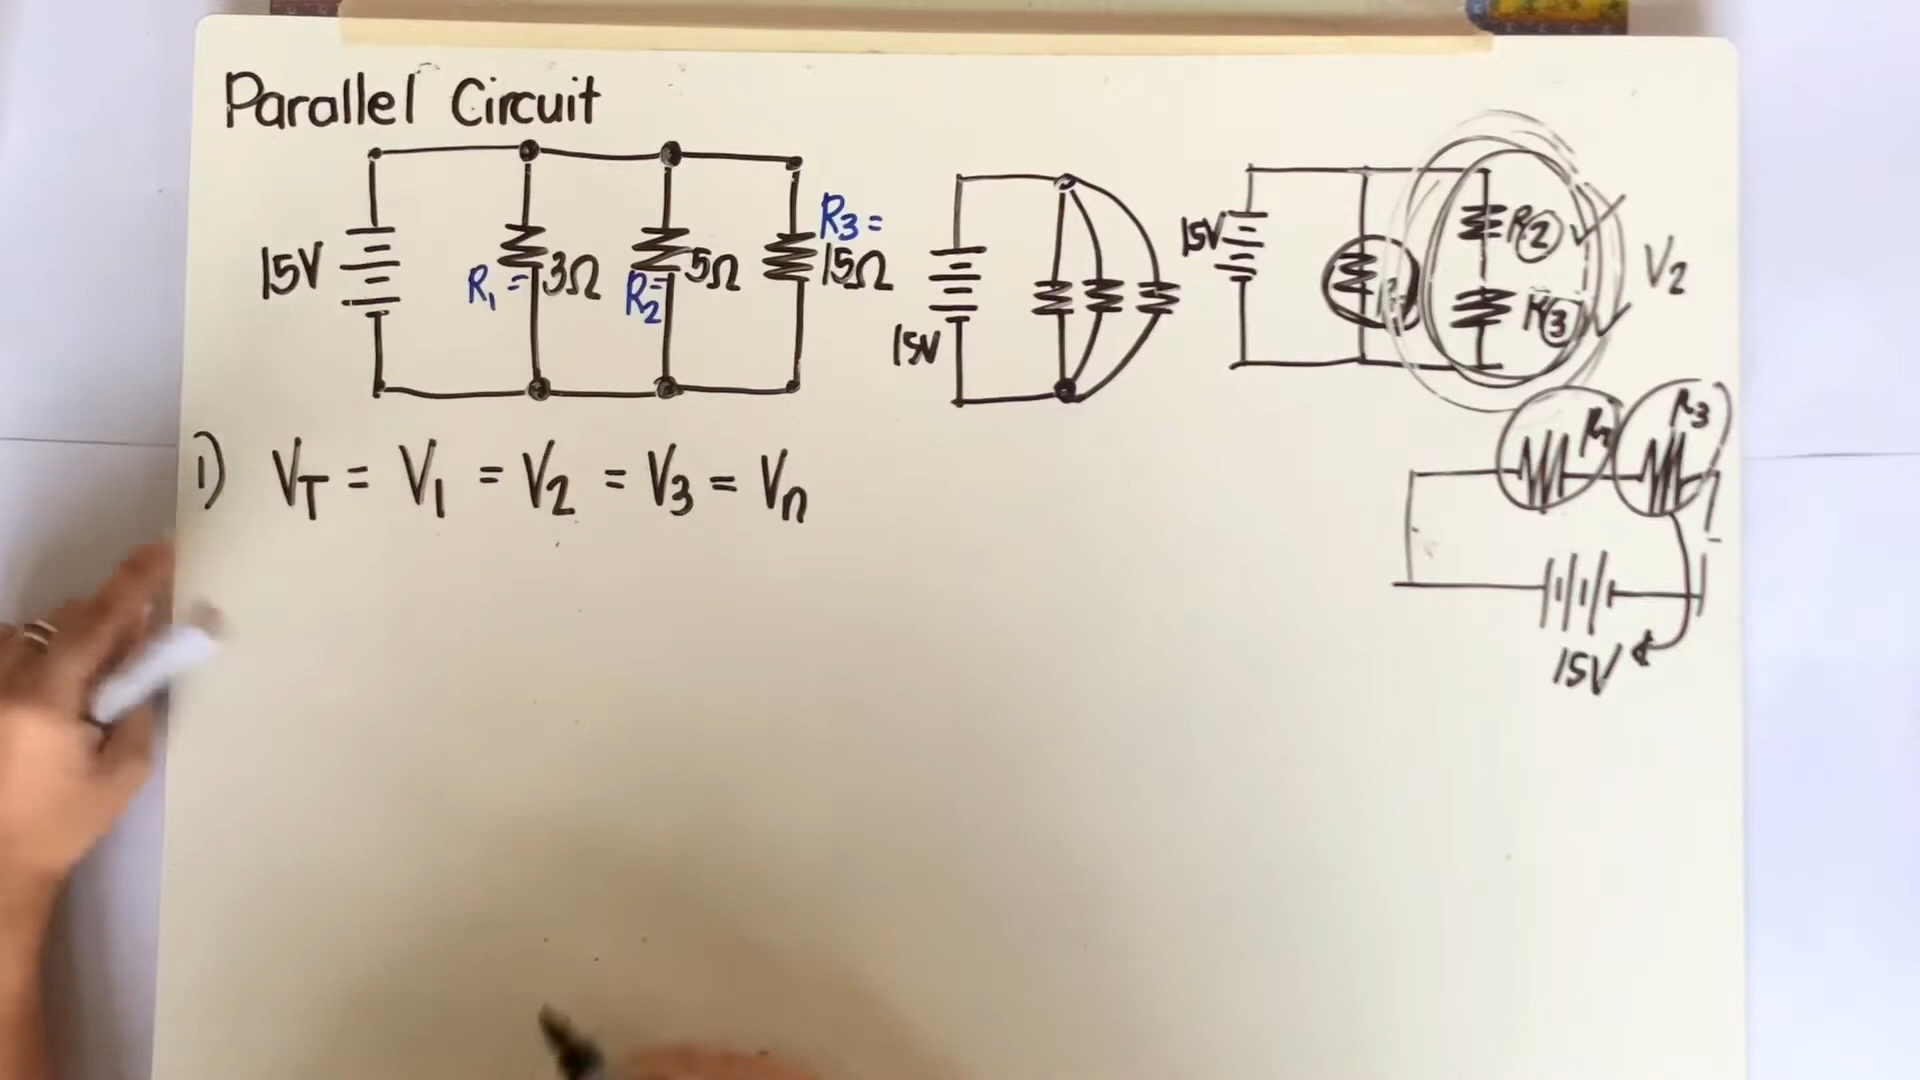 Parallel Circuit
15V
R1 = 3Ω
R2 = 5Ω
R3 =
15Ω
15V
15V
R2
R3
V2
R3
15V
1) VT = V1 = V2 = V3 = Vn